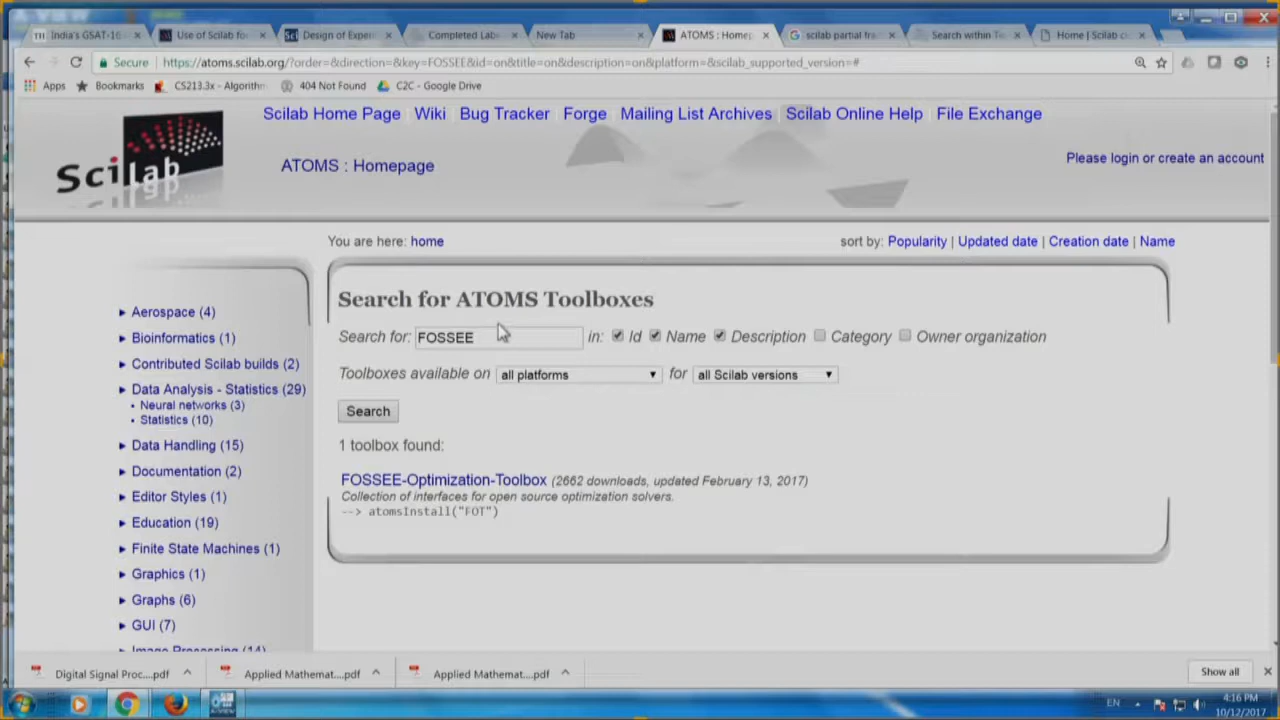 India's GSAT-16
Use of Scilab for
Design of Experi
Completed Labs
New Tab
ATOMS : Home
scilab partial tra
Search within Te
Home | Scilab c
Secure | https://atoms.scilab.org/?order=&direction=&key=FOSSEE&id=on&title=on&description=on&platform=&scilab_supported_version=#
Apps
Bookmarks
CS213.3x - Algorithm
404 Not Found
C2C - Google Drive
Scilab Home Page Wiki Bug Tracker Forge Mailing List Archives Scilab Online Help File Exchange
Scilab
ATOMS : Homepage
Please login or create an account
You are here: home
sort by: Popularity | Updated date | Creation date | Name
Aerospace (4)
Bioinformatics (1)
Contributed Scilab builds (2)
Data Analysis - Statistics (29)
Neural networks (3)
Statistics (10)
Data Handling (15)
Documentation (2)
Editor Styles (1)
Education (19)
Finite State Machines (1)
Graphics (1)
Graphs (6)
GUI (7)
Image Processing (14)
Search for ATOMS Toolboxes
Search for: FOSSEE in: Id Name Description Category Owner organization
Toolboxes available on all platforms for all Scilab versions
Search
1 toolbox found:
FOSSEE-Optimization-Toolbox (2662 downloads, updated February 13, 2017)
Collection of interfaces for open source optimization solvers.
--> atomsInstall("FOT")
Digital Signal Proc....pdf
Applied Mathemat....pdf
Applied Mathemat....pdf
Show all
EN
4:16 PM
10/12/2017